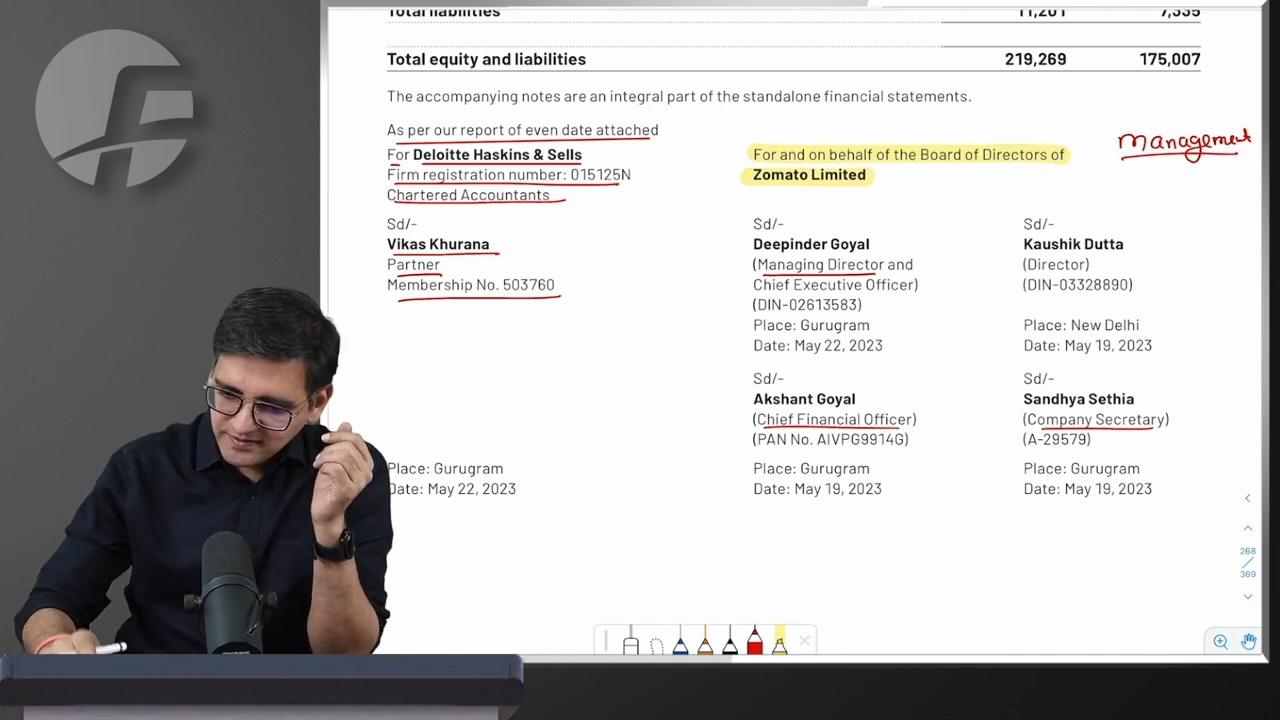 Total liabilities 11,201 7,335
Total equity and liabilities 219,269 175,007
The accompanying notes are an integral part of the standalone financial statements.
As per our report of even date attached
For Deloitte Haskins & Sells
Firm registration number: 015125N
Chartered Accountants
For and on behalf of the Board of Directors of
Zomato Limited
Management
Sd/-
Vikas Khurana
Partner
Membership No. 503760
Sd/-
Deepinder Goyal
(Managing Director and
Chief Executive Officer)
(DIN-02613583)
Place: Gurugram
Date: May 22, 2023
Sd/-
Kaushik Dutta
(Director)
(DIN-03328890)
Place: New Delhi
Date: May 19, 2023
Sd/-
Akshant Goyal
(Chief Financial Officer)
(PAN No. AIVPG9914G)
Place: Gurugram
Date: May 19, 2023
Sd/-
Sandhya Sethia
(Company Secretary)
(A-29579)
Place: Gurugram
Date: May 19, 2023
Place: Gurugram
Date: May 22, 2023
268
369